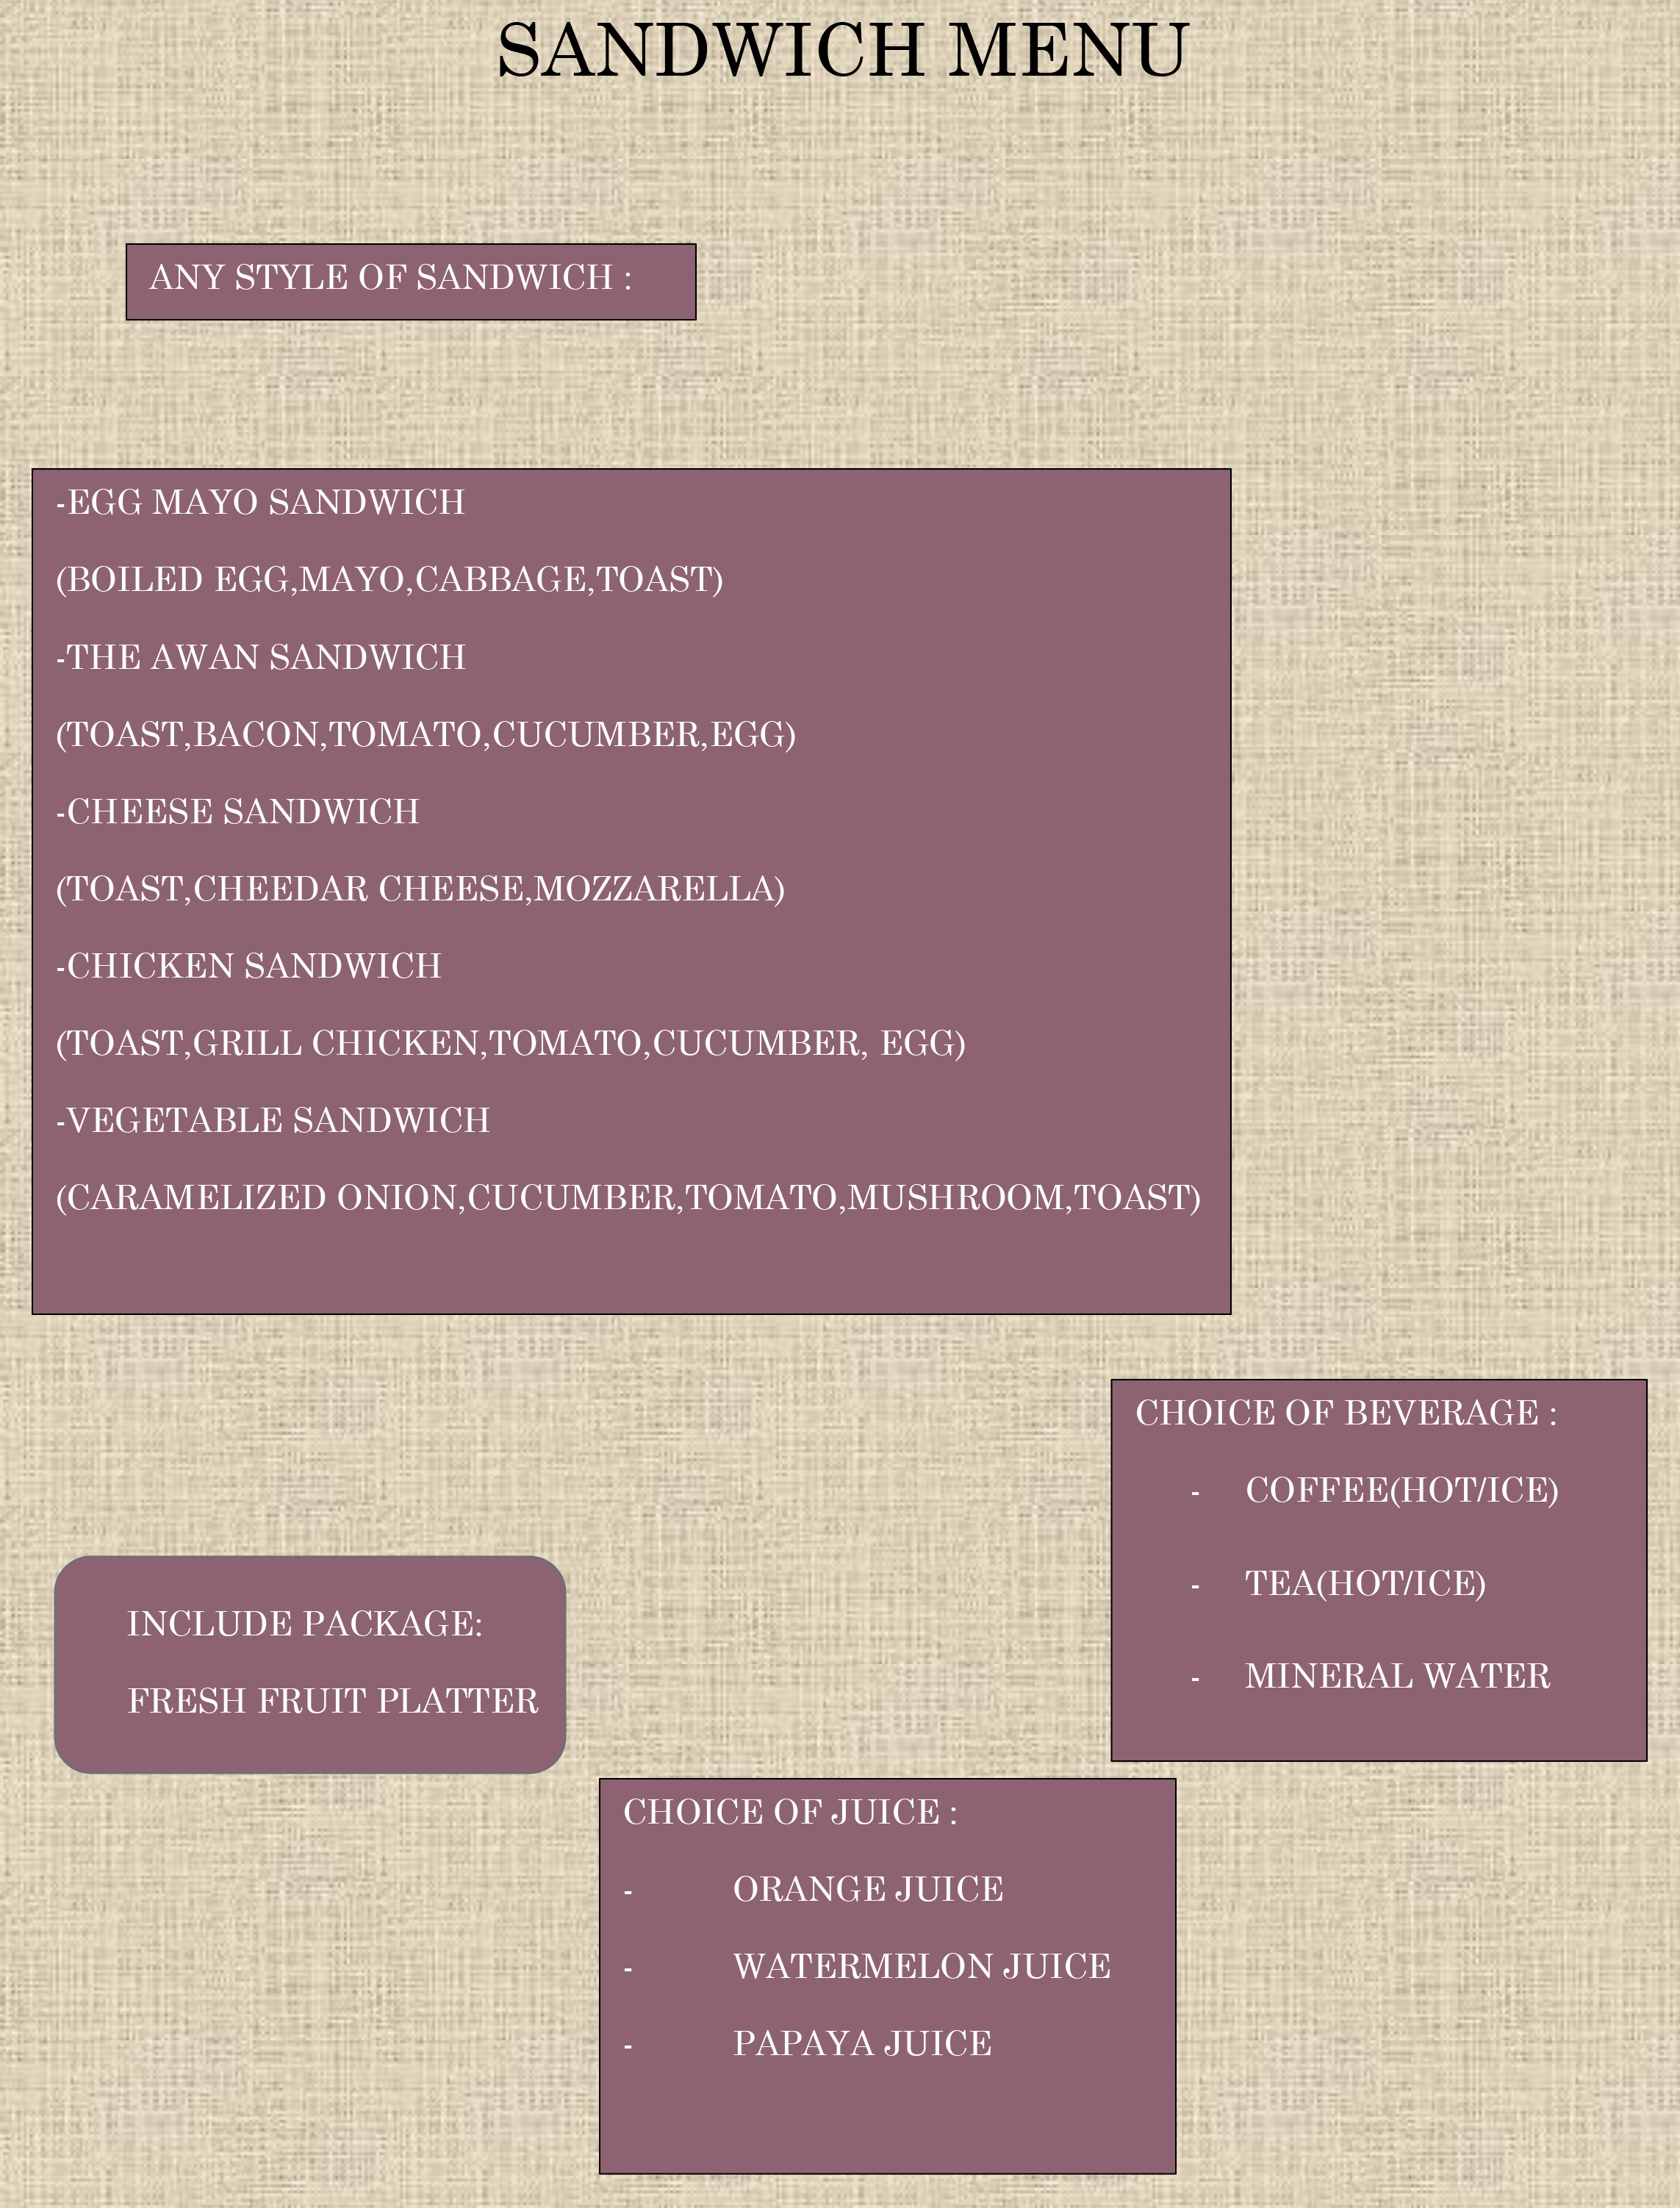 SANDWICH MENU
ANY STYLE OF SANDWICH :
-EGG MAYO SANDWICH
(BOILED EGG,MAYO,CABBAGE,TOAST)
-THE AWAN SANDWICH
(TOAST,BACON,TOMATO,CUCUMBER,EGG)
-CHEESE SANDWICH
(TOAST,CHEEDAR CHEESE,MOZZARELLA)
-CHICKEN SANDWICH
(TOAST,GRILL CHICKEN,TOMATO,CUCUMBER, EGG)
-VEGETABLE SANDWICH
(CARAMELIZED ONION,CUCUMBER,TOMATO,MUSHROOM,TOAST)
CHOICE OF BEVERAGE :
- COFFEE(HOT/ICE)
- TEA(HOT/ICE)
- MINERAL WATER
INCLUDE PACKAGE:
FRESH FRUIT PLATTER
CHOICE OF JUICE :
- ORANGE JUICE
- WATERMELON JUICE
- PAPAYA JUICE